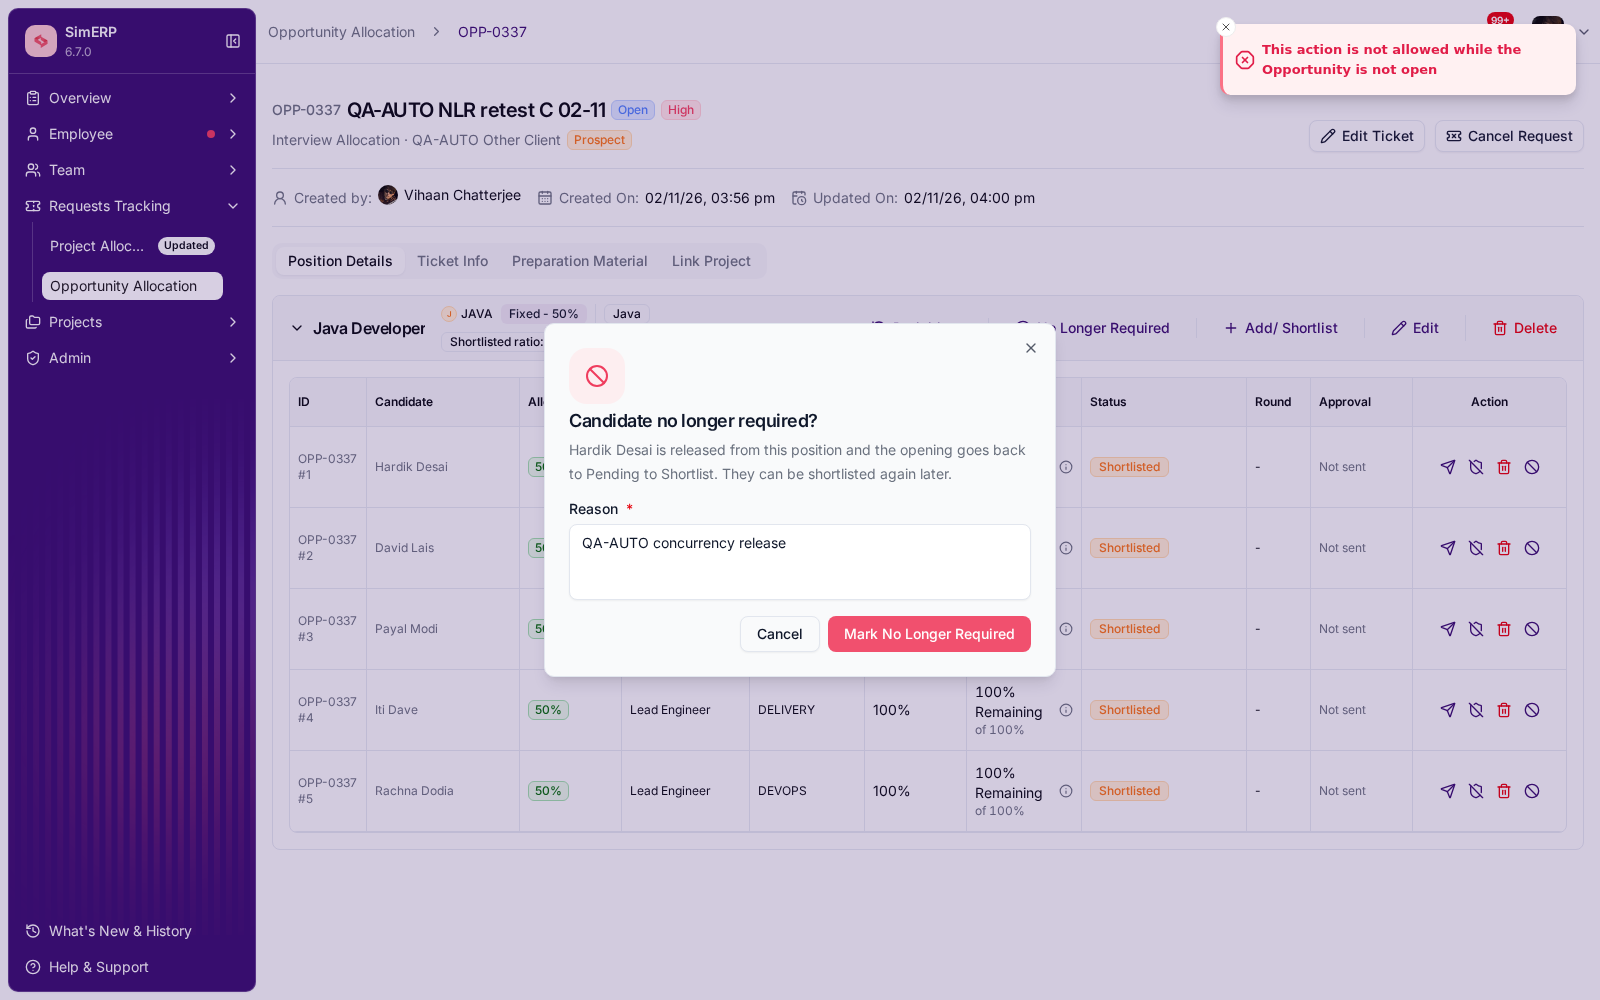 SimERP
6.7.0
Overview
Employee
Team
Requests Tracking
Project Alloc...
Updated
Opportunity Allocation
Projects
Admin
What's New & History
Help & Support
Opportunity Allocation
OPP-0337
99+
This action is not allowed while the
Opportunity is not open
OPP-0337 QA-AUTO NLR retest C 02-11 Open High
Interview Allocation · QA-AUTO Other Client Prospect
Edit Ticket
Cancel Request
Created by: Vihaan Chatterjee Created On: 02/11/26, 03:56 pm Updated On: 02/11/26, 04:00 pm
Position Details Ticket Info Preparation Material Link Project
Java Developer
J JAVA Fixed - 50% Java
Shortlisted ratio:
Longer Required
Add/ Shortlist
Edit
Delete
ID Candidate Status Round Approval Action
OPP-0337
#1
Hardik Desai Shortlisted - Not sent
OPP-0337
#2
David Lais Shortlisted - Not sent
OPP-0337
#3
Payal Modi Shortlisted - Not sent
OPP-0337
#4
Iti Dave 50% Lead Engineer DELIVERY 100%
100%
Remaining
of 100%
Shortlisted - Not sent
OPP-0337
#5
Rachna Dodia 50% Lead Engineer DEVOPS 100%
100%
Remaining
of 100%
Shortlisted - Not sent
Candidate no longer required?
Hardik Desai is released from this position and the opening goes back
to Pending to Shortlist. They can be shortlisted again later.
Reason *
QA-AUTO concurrency release
Cancel
Mark No Longer Required